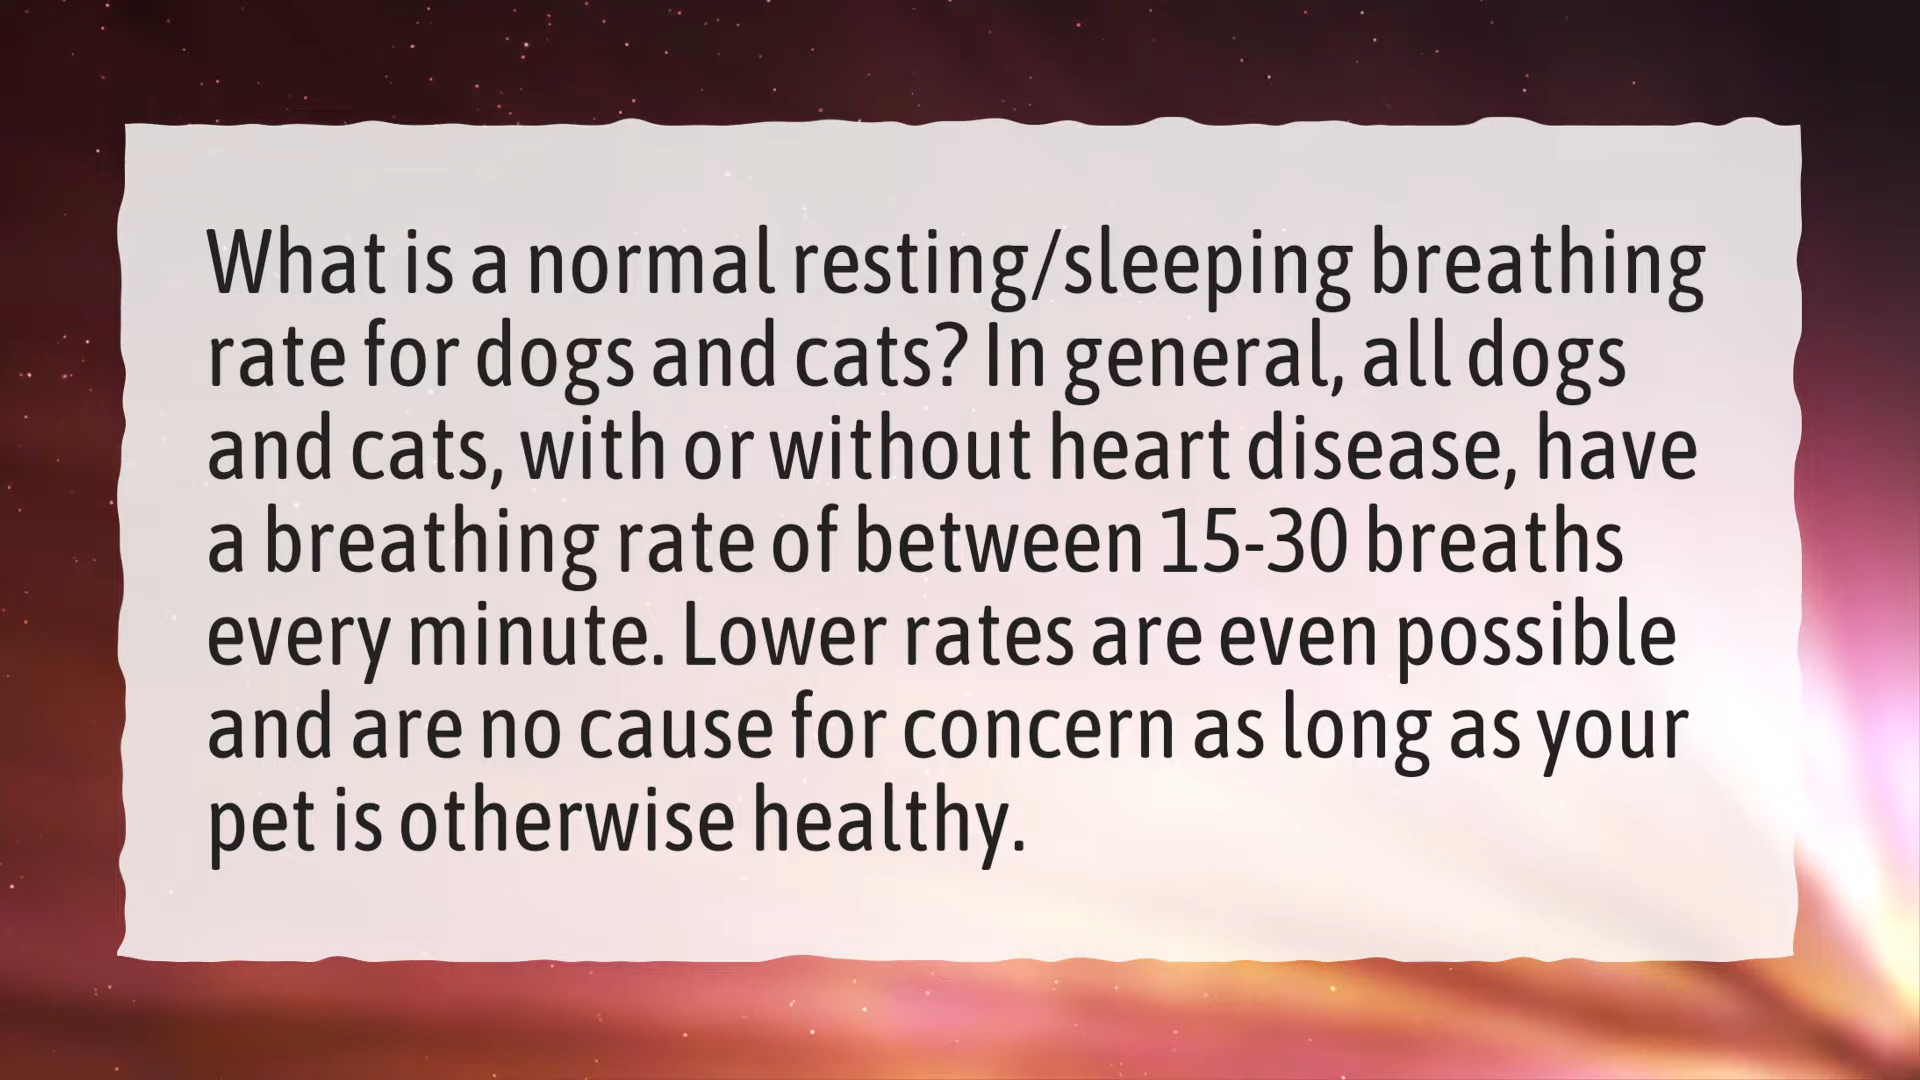 What is a normal resting/sleeping breathing
rate for dogs and cats? In general, all dogs
and cats, with or without heart disease, have
a breathing rate of between 15-30 breaths
every minute. Lower rates are even possible
and are no cause for concern as long as your
pet is otherwise healthy.